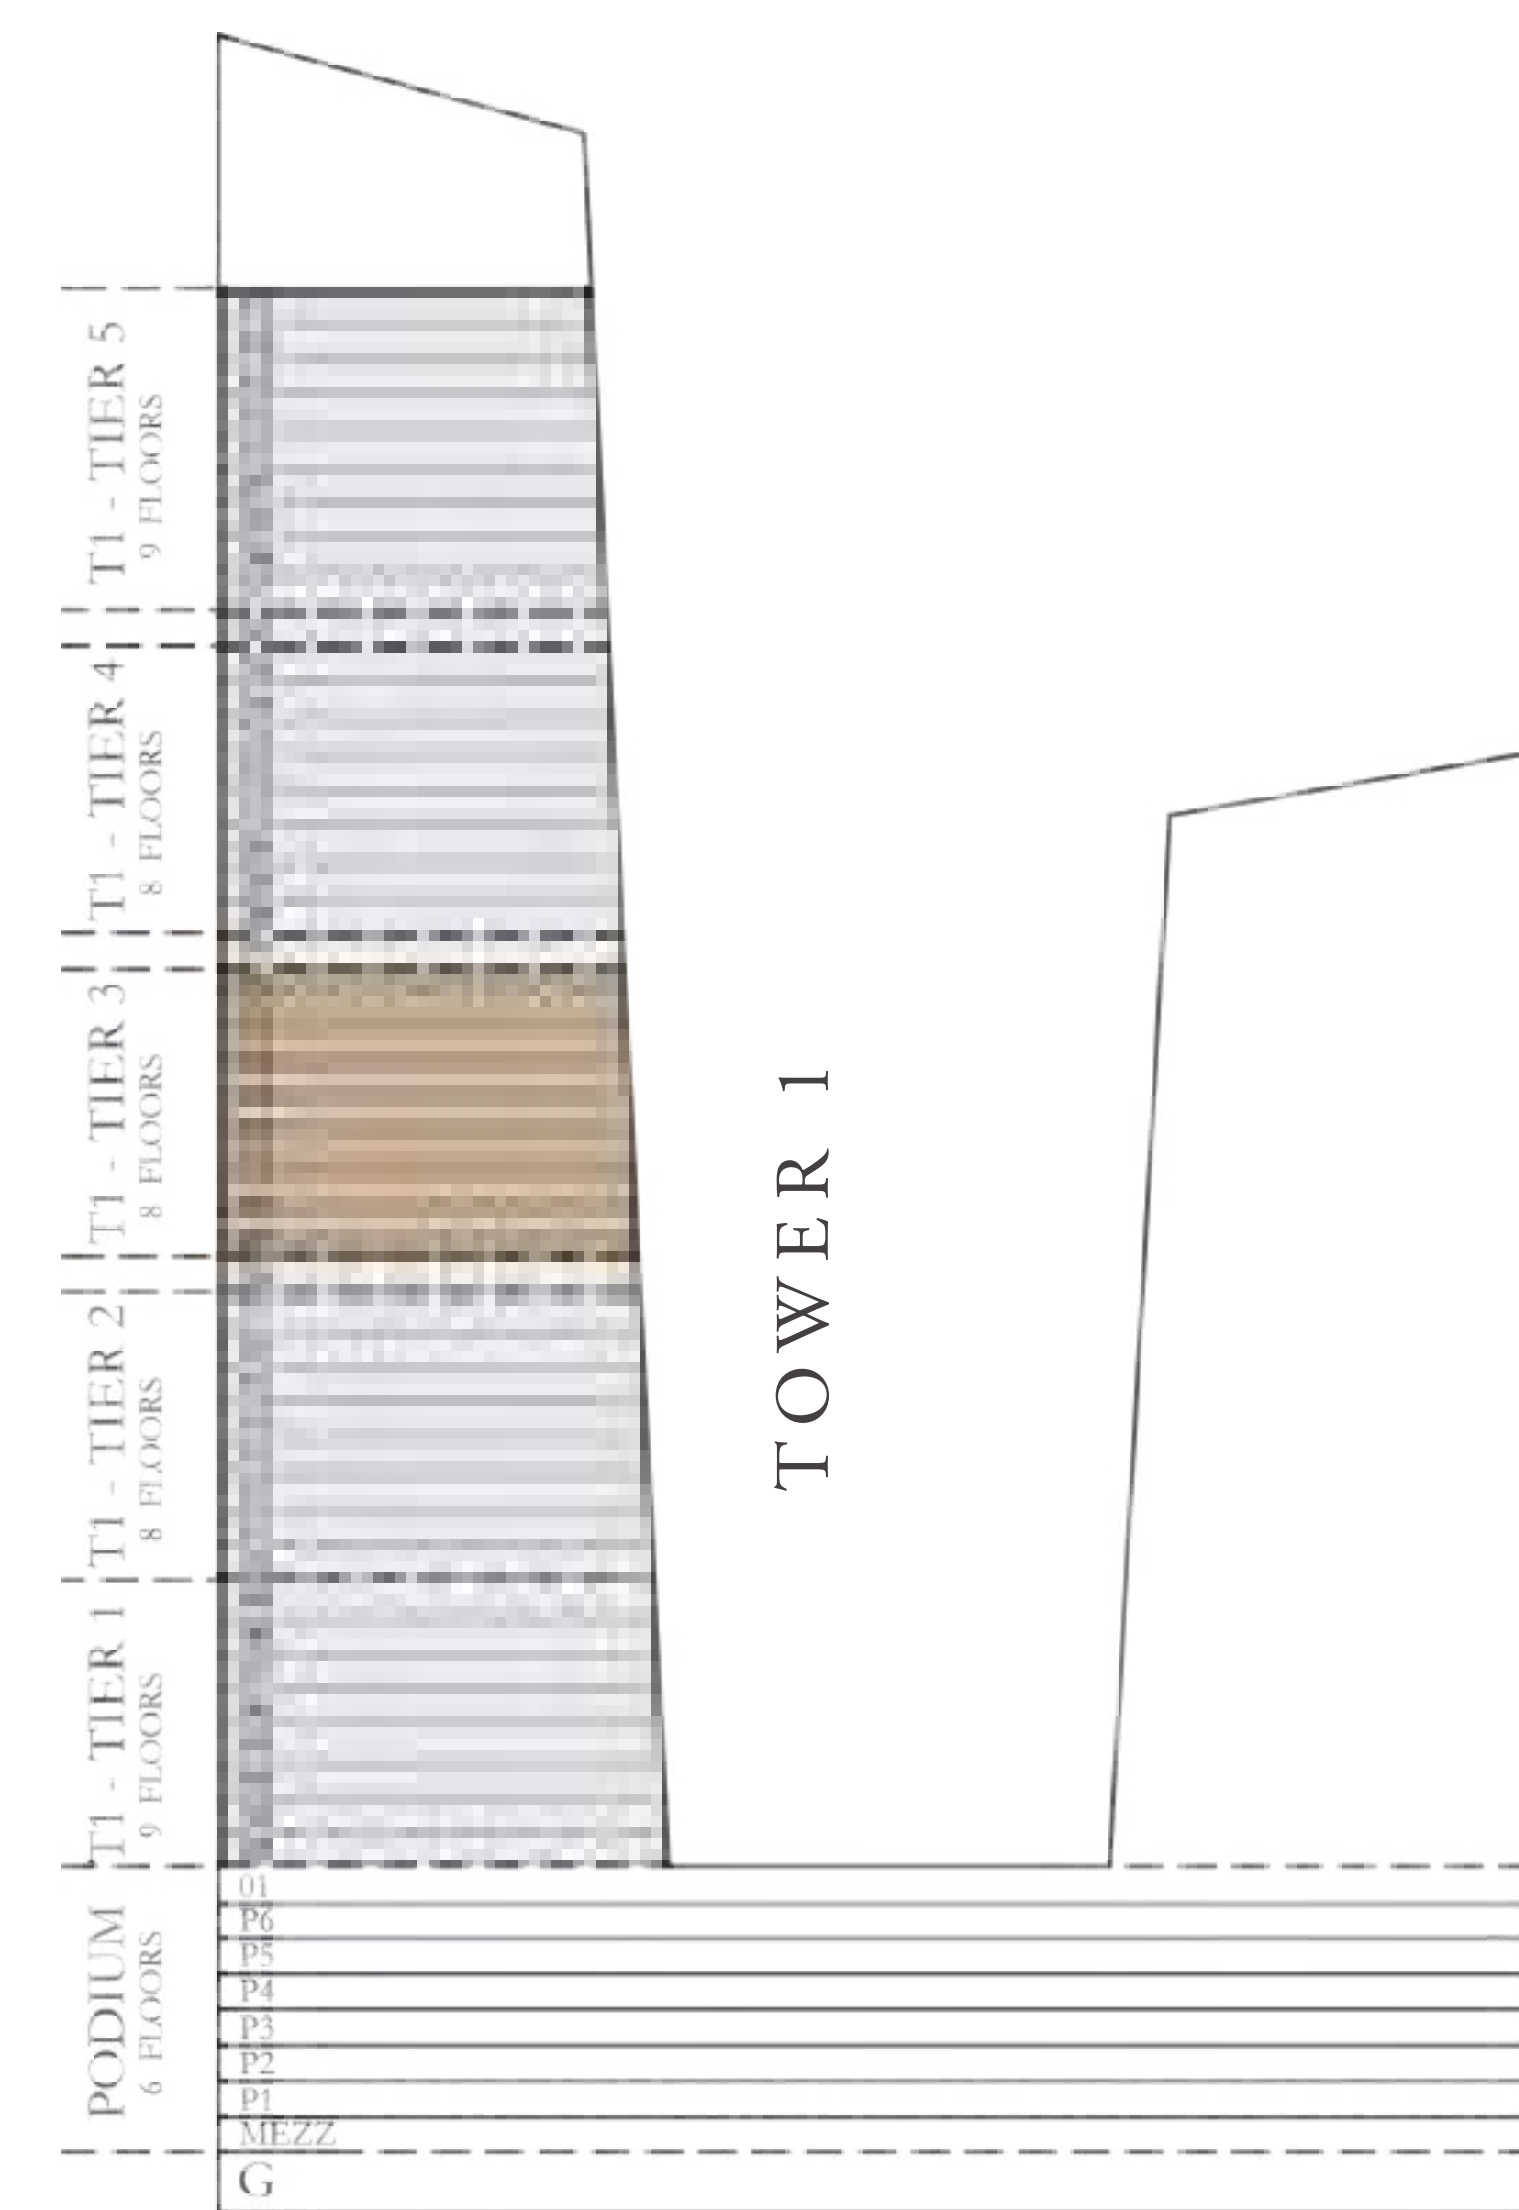 T1 - TIER 5
9 FLOORS
T1 - TIER 4
8 FLOORS
T1 - TIER 3
8 FLOORS
T1 - TIER 2
8 FLOORS
T1 - TIER 1
9 FLOORS
PODIUM
6 FLOORS
TOWER 1
01
P6
P5
P4
P3
P2
P1
MEZZ
G